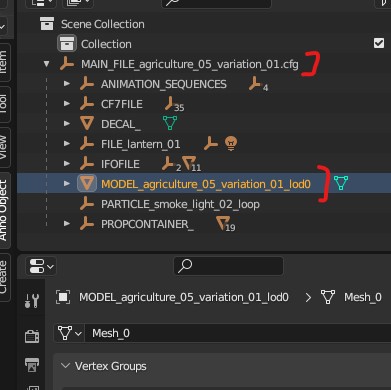 Scene Collection
Collection
MAIN_FILE_agriculture_05_variation_01.cfg
ANIMATION_SEQUENCES 4
CF7FILE 35
DECAL_
FILE_lantern_01
IFOFILE 2 11
MODEL_agriculture_05_variation_01_lod0
PARTICLE_smoke_light_02_loop
PROPCONTAINER_ 19
Item
Tool
View
Anno Object
Create
MODEL_agriculture_05_variation_01_lod0 > Mesh_0
Mesh_0
Vertex Groups